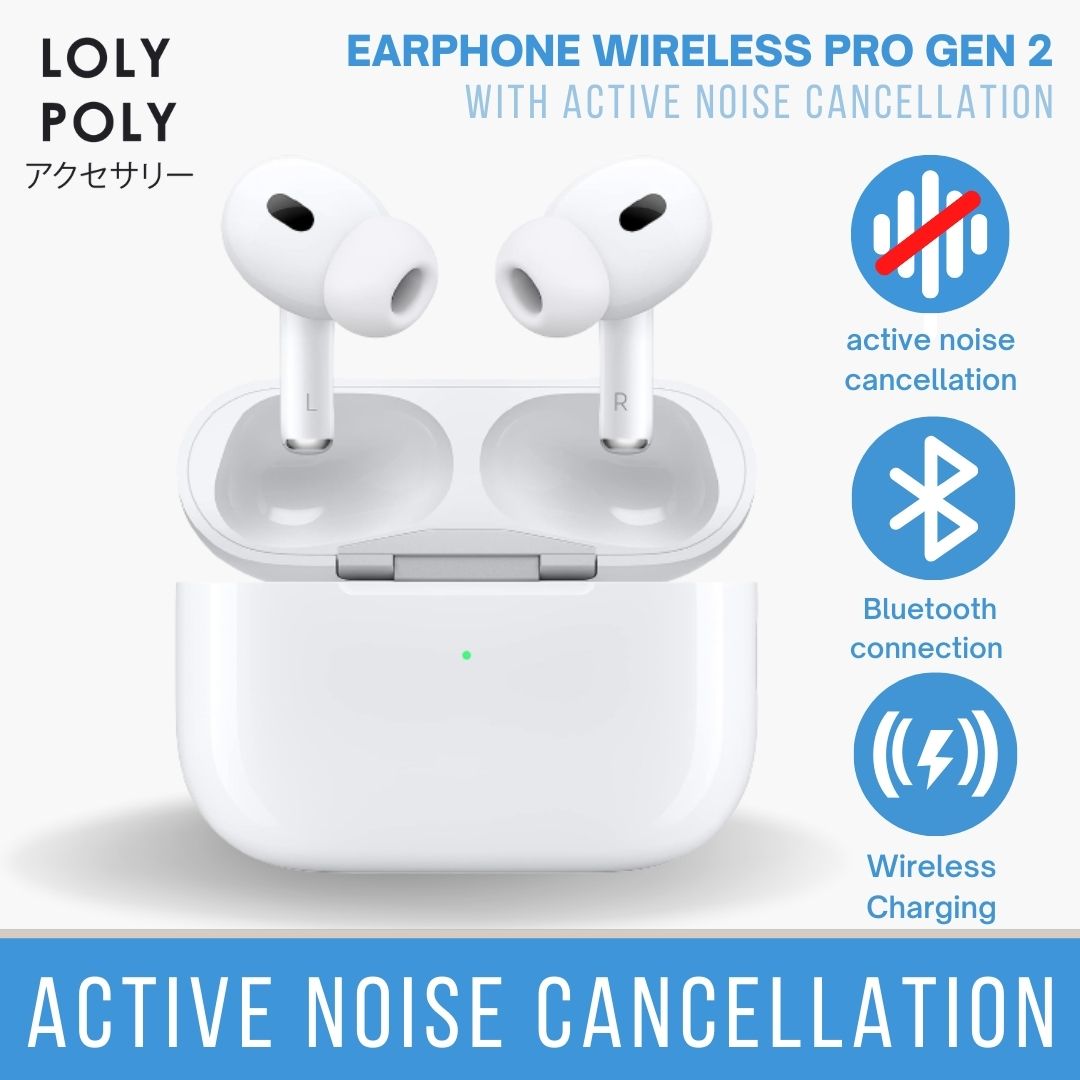 LOLY
POLY
アクセサリー
EARPHONE WIRELESS PRO GEN 2
WITH ACTIVE NOISE CANCELLATION
L
R
active noise
cancellation
Bluetooth
connection
Wireless
Charging
ACTIVE NOISE CANCELLATION